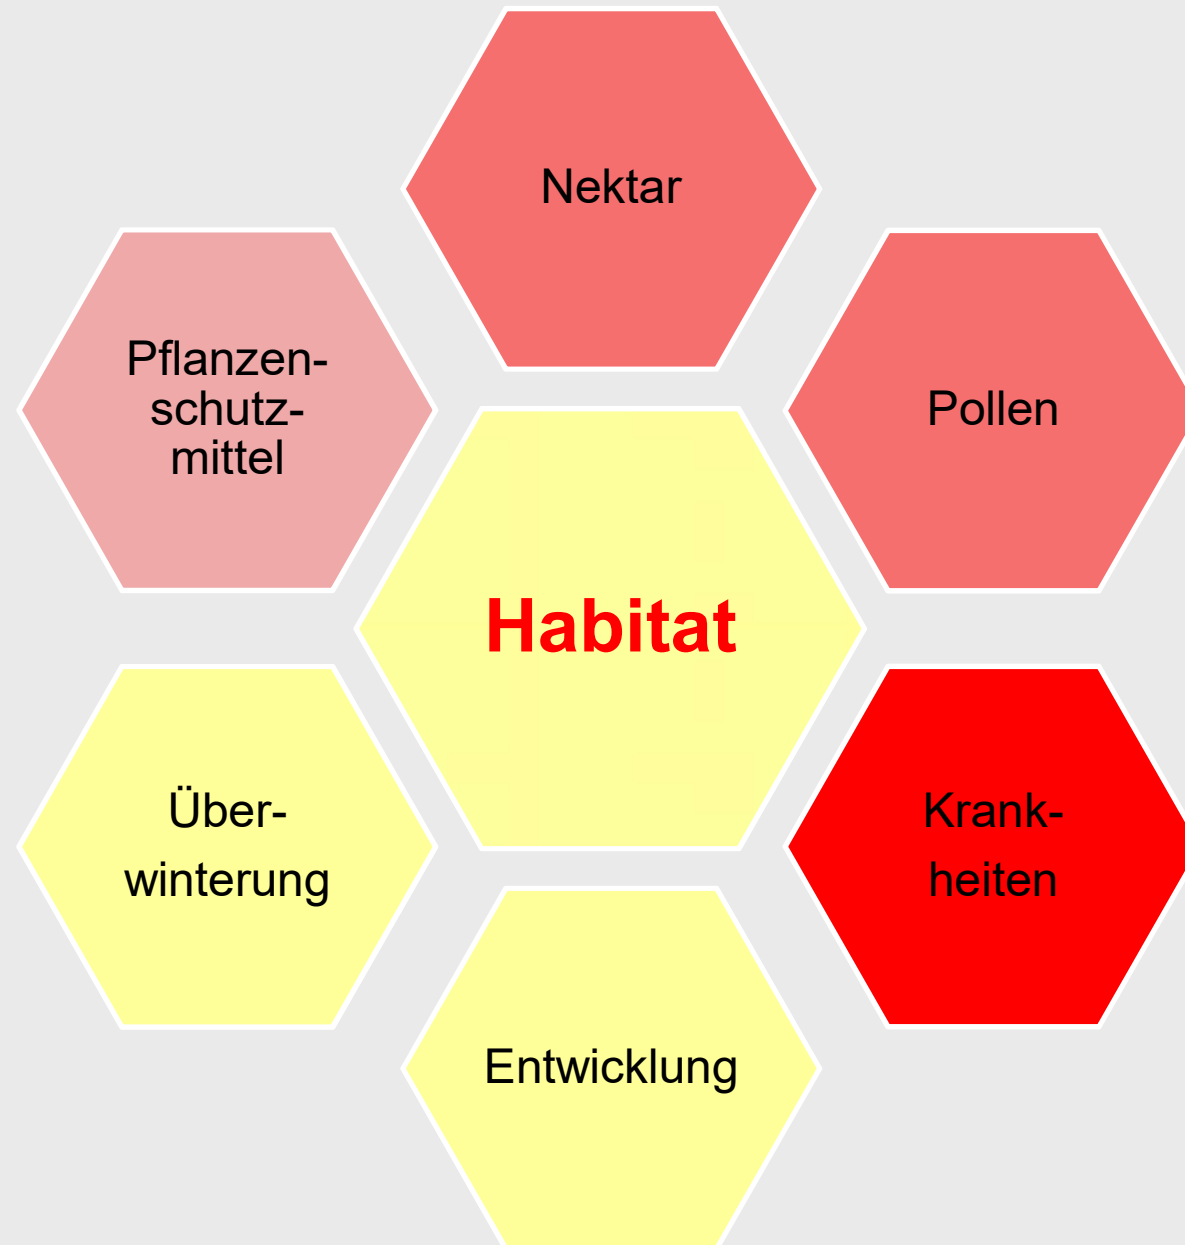 Nektar
Pflanzen-
schutz-
mittel
Pollen
Habitat
Über-
winterung
Krank-
heiten
Entwicklung